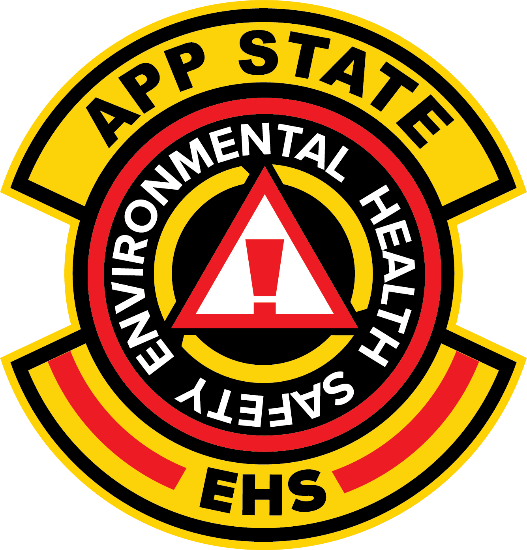 APP STATE
ENVIRONMENTAL HEALTH SAFETY
!
EHS